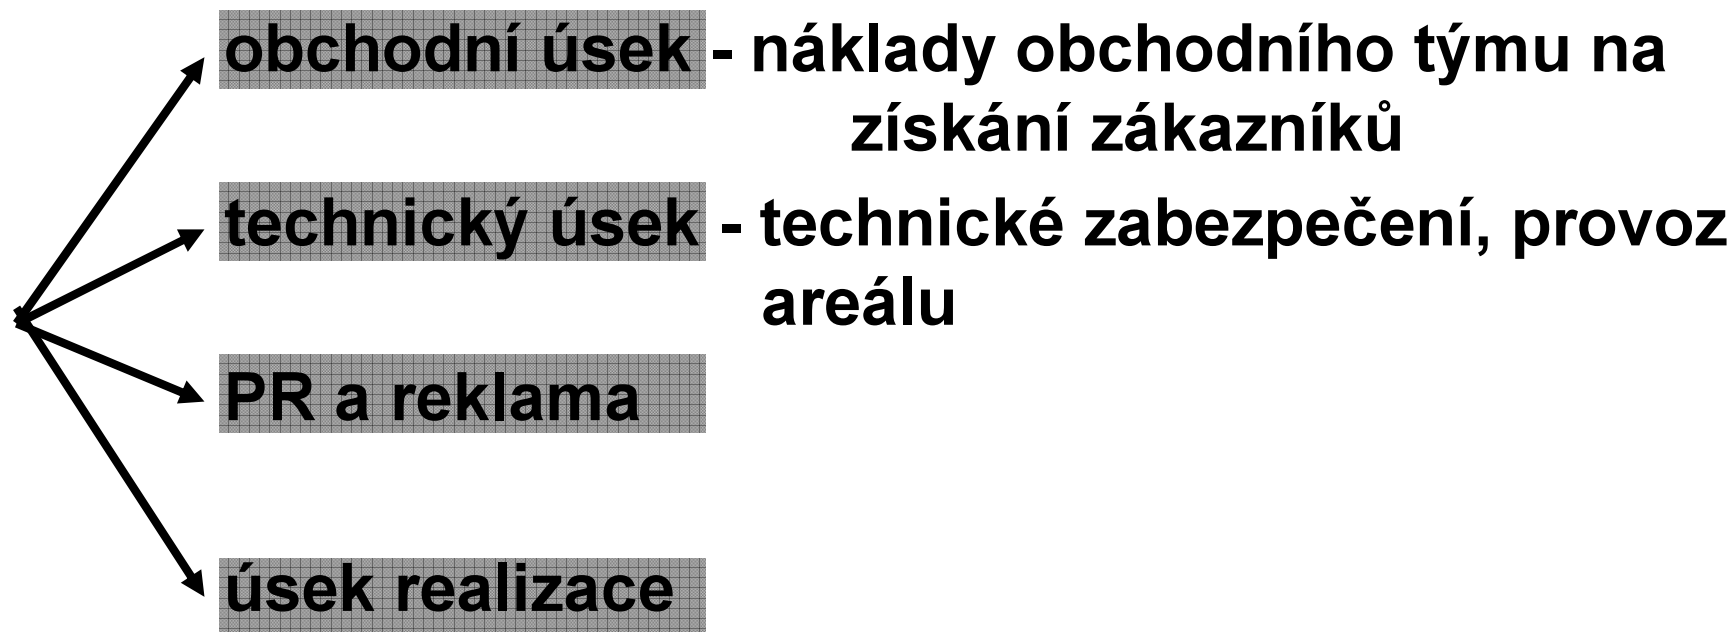 obchodní úsek - náklady obchodního týmu na
získání zákazníků
technický úsek - technické zabezpečení, provoz
areálu
PR a reklama
úsek realizace